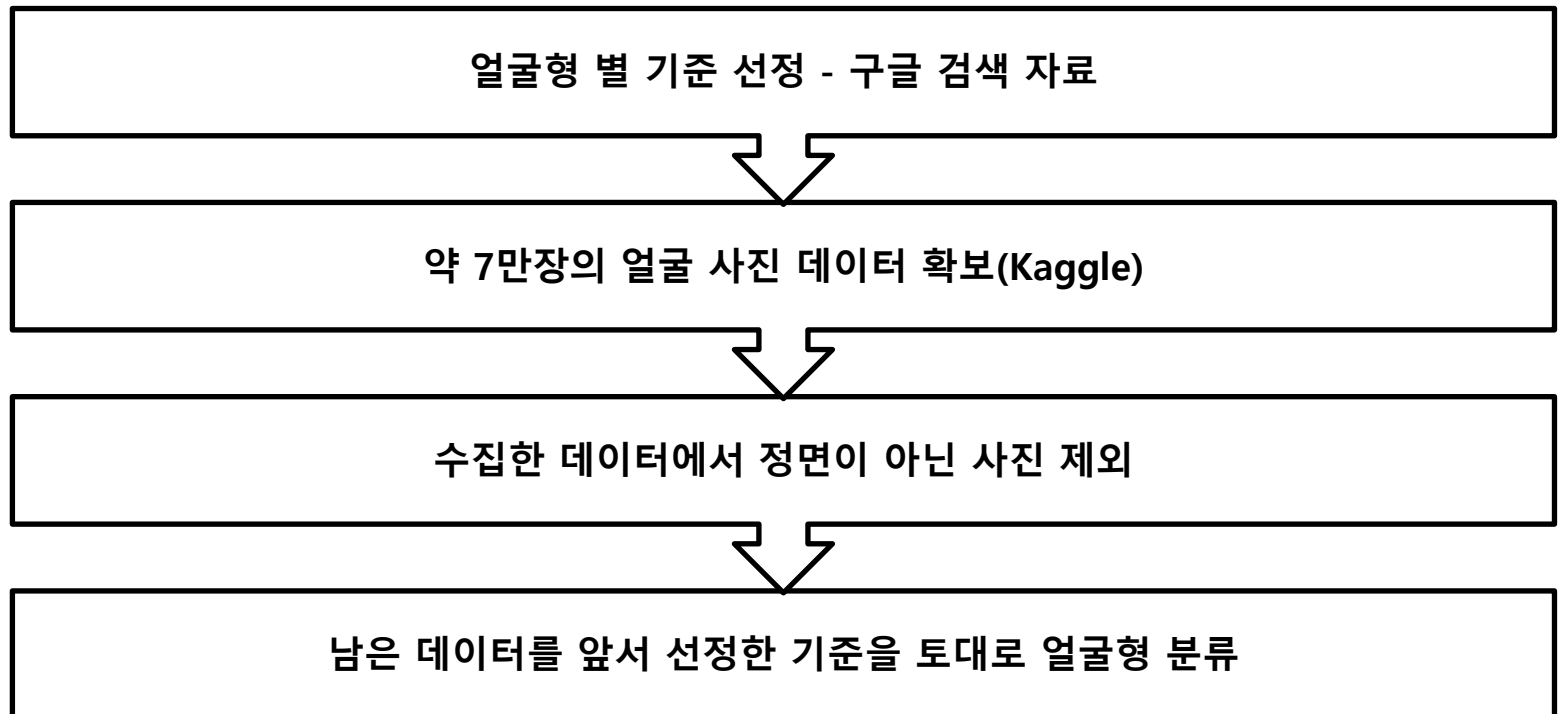 얼굴형 별 기준 선정 - 구글 검색 자료
약 7만장의 얼굴 사진 데이터 확보(Kaggle)
수집한 데이터에서 정면이 아닌 사진 제외
남은 데이터를 앞서 선정한 기준을 토대로 얼굴형 분류